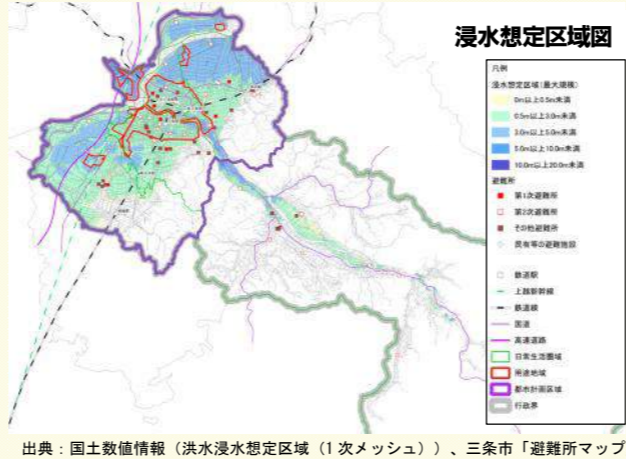 浸水想定区域図
凡例
浸水想定区域(最大規模)
0m以上0.5m未満
0.5m以上3.0m未満
3.0m以上5.0m未満
5.0m以上10.0m未満
10.0m以上20.0m未満
避難所
第1次避難所
第2次避難所
その他避難所
民有等の避難施設
鉄道駅
上越新幹線
鉄道線
国道
高速道路
日常生活圏域
用途地域
都市計画区域
行政界
出典：国土数値情報（洪水浸水想定区域（1次メッシュ））、三条市「避難所マップ